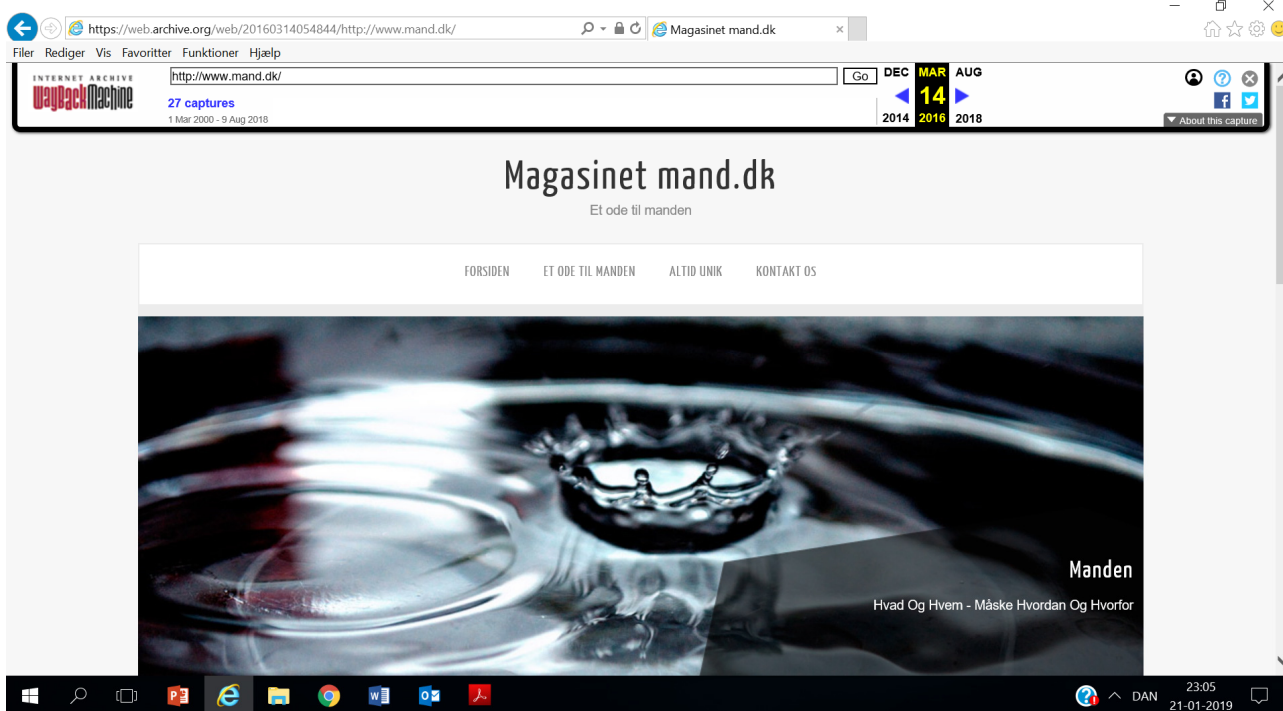 https://web.archive.org/web/20160314054844/http://www.mand.dk/
Magasinet mand.dk
Filer Rediger Vis Favoritter Funktioner Hjælp
INTERNET ARCHIVE
WayBackMachine
http://www.mand.dk/
Go
DEC MAR AUG
27 captures
14
1 Mar 2000 - 9 Aug 2018
2014 2016 2018
About this capture
Magasinet mand.dk
Et ode til manden
FORSIDEN ET ODE TIL MANDEN ALTID UNIK KONTAKT OS
Manden
Hvad Og Hvem - Måske Hvordan Og Hvorfor
DAN
23:05
21-01-2019